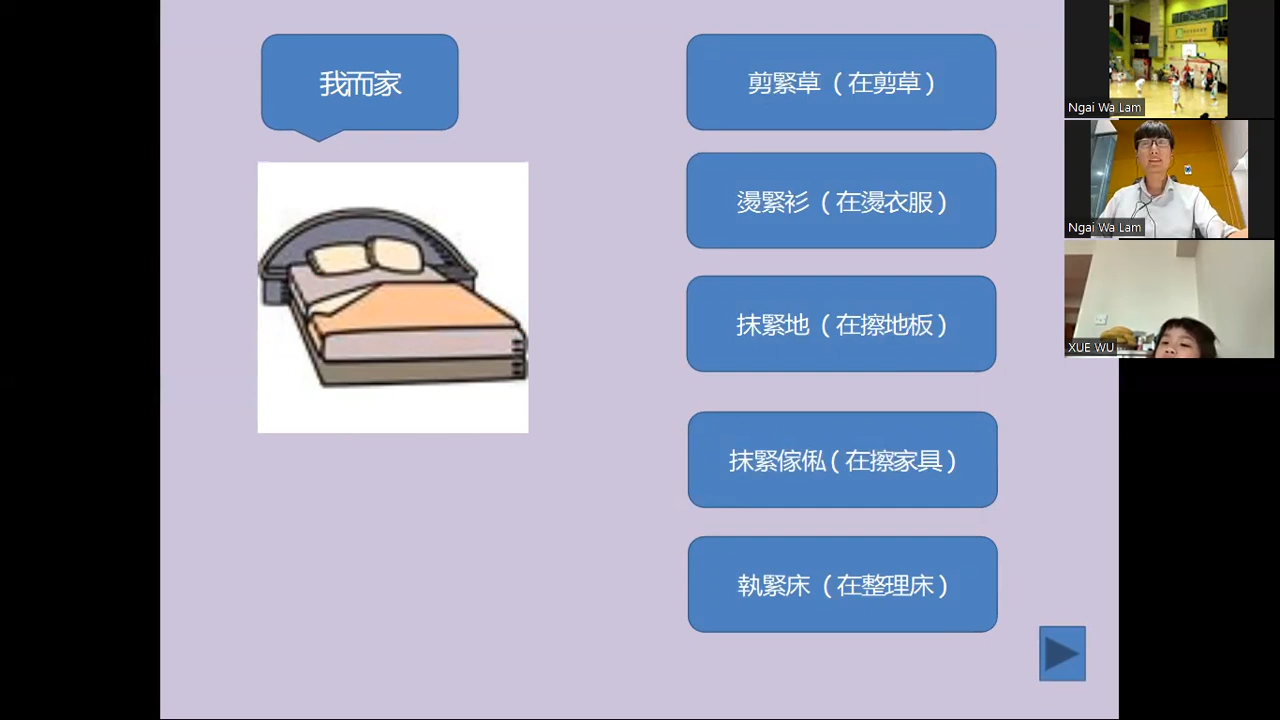 我而家
剪緊草（在剪草）
燙緊衫（在燙衣服）
抹緊地（在擦地板）
抹緊傢俬（在擦家具）
執緊床（在整理床）
Ngai Wa Lam
Ngai Wa Lam
XUE WU